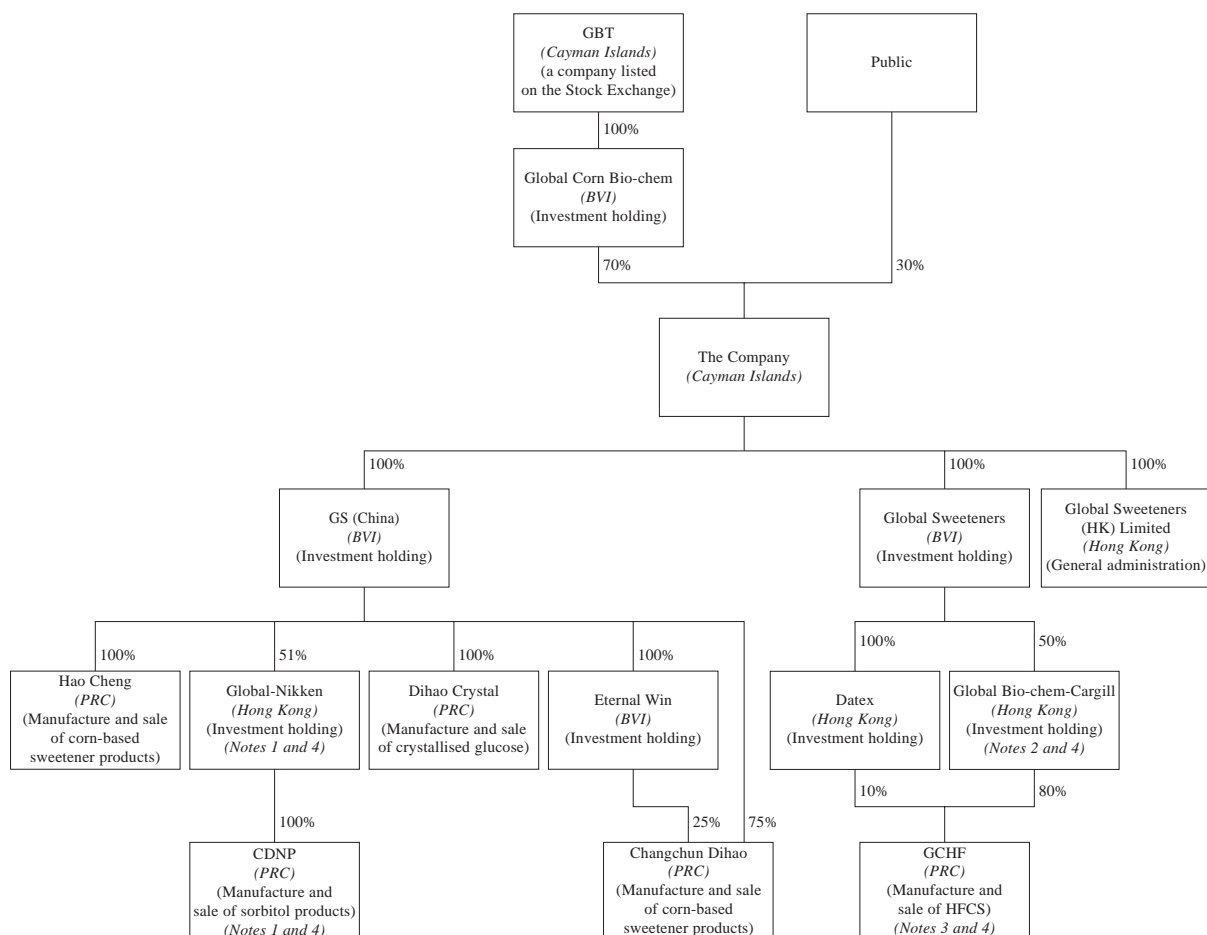 GBT
(Cayman Islands)
(a company listed
on the Stock Exchange)
Public
100%
Global Corn Bio-chem
(BVI)
(Investment holding)
70%
30%
The Company
(Cayman Islands)
100%
100%
100%
GS (China)
(BVI)
(Investment holding)
Global Sweeteners
(BVI)
(Investment holding)
Global Sweeteners
(HK) Limited
(Hong Kong)
(General administration)
100%
51%
100%
100%
100%
50%
Hao Cheng
(PRC)
(Manufacture and sale
of corn-based
sweetener products)
Global-Nikken
(Hong Kong)
(Investment holding)
(Notes 1 and 4)
Dihao Crystal
(PRC)
(Manufacture and sale
of crystallised glucose)
Eternal Win
(BVI)
(Investment holding)
Datex
(Hong Kong)
(Investment holding)
Global Bio-chem-Cargill
(Hong Kong)
(Investment holding)
(Notes 2 and 4)
100%
25%
75%
10%
80%
CDNP
(PRC)
(Manufacture and
sale of sorbitol products)
(Notes 1 and 4)
Changchun Dihao
(PRC)
(Manufacture and sale
of corn-based
sweetener products)
GCHF
(PRC)
(Manufacture and
sale of HFCS)
(Notes 3 and 4)